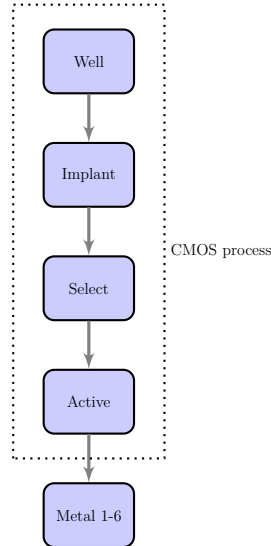 Well
Implant
CMOS process
Select
Active
Metal 1-6